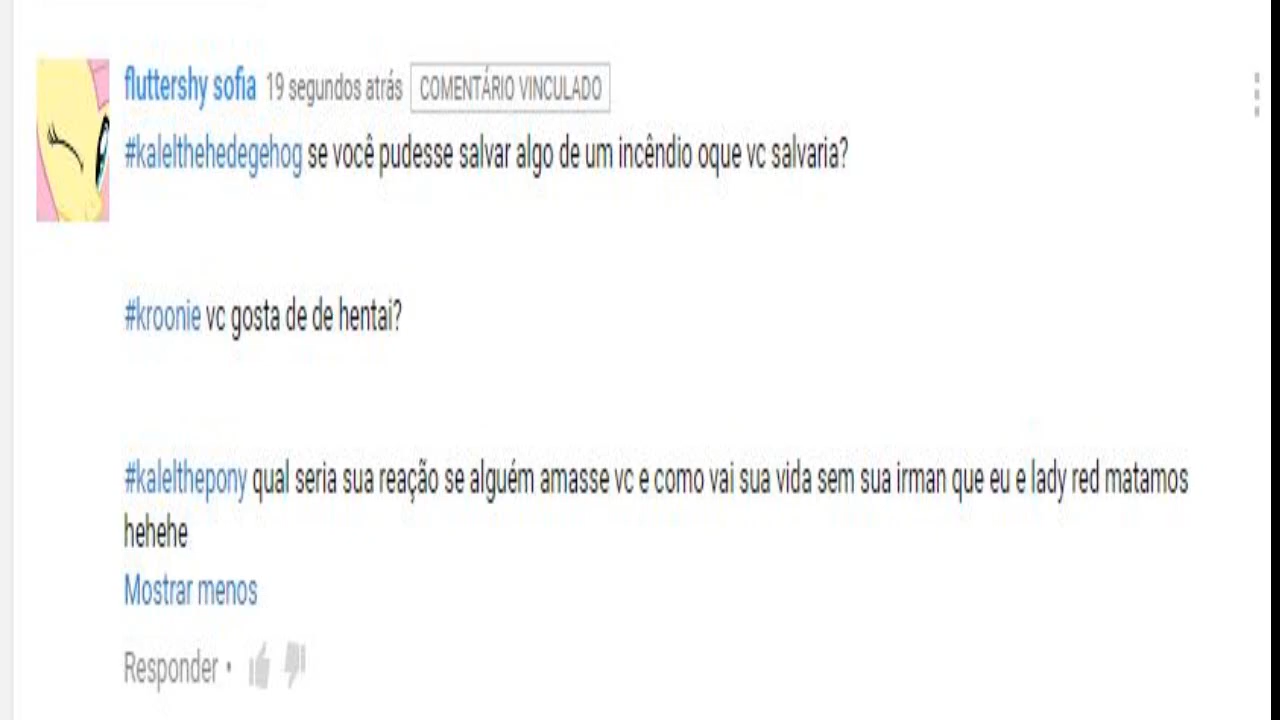 fluttershy sofia 19 segundos atrás COMENTÁRIO VINCULADO
#kalelthehedegehog se você pudesse salvar algo de um incêndio oque vc salvaria?
#kroonie vc gosta de de hentai?
#kalelthepony qual seria sua reação se alguém amasse vc e como vai sua vida sem sua irman que eu e lady red matamos
hehehe
Mostrar menos
Responder •